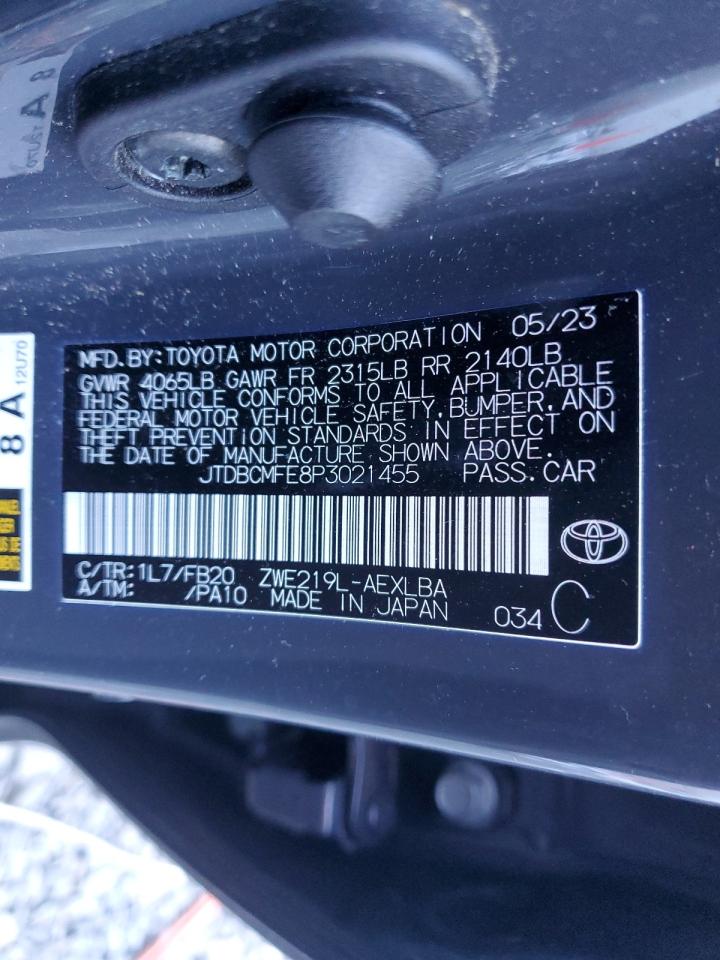 MFD.BY:TOYOTA MOTOR CORPORATION 05/23
GVWR 4065LB GAWR FR 2315LB RR 2140LB
THIS VEHICLE CONFORMS TO ALL APPLICABLE
FEDERAL MOTOR VEHICLE SAFETY,BUMPER,AND
THEFT PREVENTION STANDARDS IN EFFECT ON
THE DATE OF MANUFACTURE SHOWN ABOVE.
JTDBCMFE8P3021455 PASS.CAR
C/TR:1L7/FB20 ZWE219L-AEXLBA
A/TM: /PA10 MADE IN JAPAN 034 C
8 A
12U70